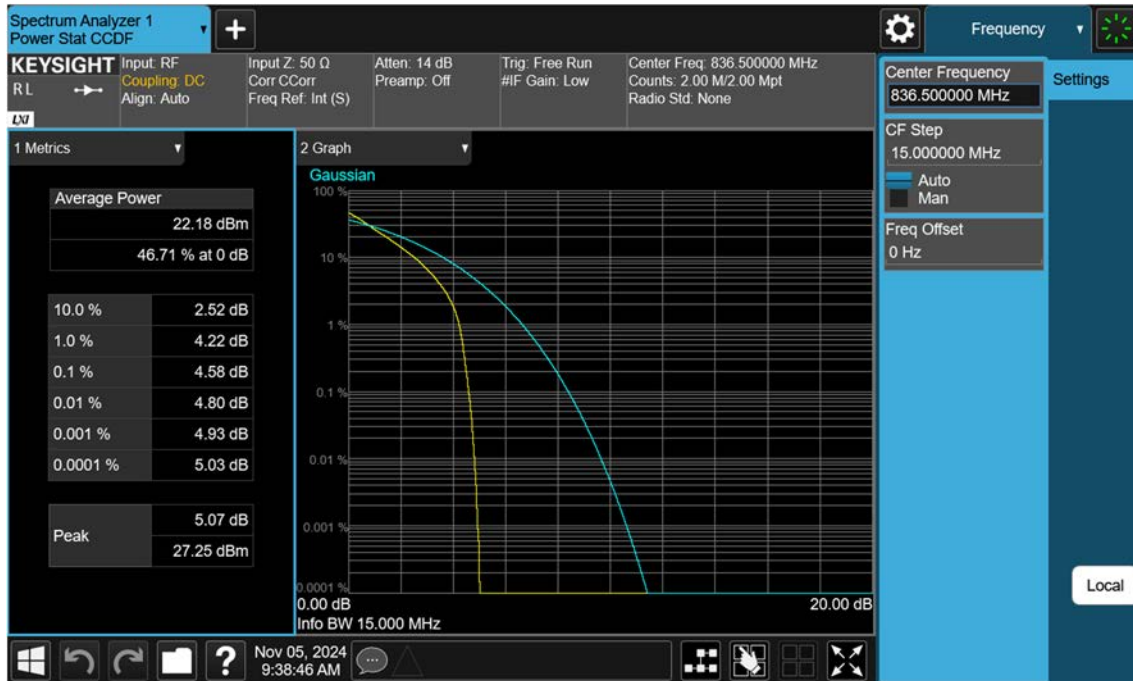 Spectrum Analyzer 1
Power Stat CCDF
+
Frequency
KEYSIGHT
RL
LXI
Input: RF
Coupling: DC
Align: Auto
Input Z: 50 Ω
Corr CCorr
Freq Ref: Int (S)
Atten: 14 dB
Preamp: Off
Trig: Free Run
#IF Gain: Low
Center Freq: 836.500000 MHz
Counts: 2.00 M/2.00 Mpt
Radio Std: None
Center Frequency
836.500000 MHz
Settings
CF Step
15.000000 MHz
Auto
Man
Freq Offset
0 Hz
1 Metrics
Average Power
22.18 dBm
46.71 % at 0 dB
10.0 % 2.52 dB
1.0 % 4.22 dB
0.1 % 4.58 dB
0.01 % 4.80 dB
0.001 % 4.93 dB
0.0001 % 5.03 dB
Peak
5.07 dB
27.25 dBm
2 Graph
Gaussian
100 %
10 %
1 %
0.1 %
0.01 %
0.001 %
0.0001 %
0.00 dB 20.00 dB
Info BW 15.000 MHz
Local
?
Nov 05, 2024
9:38:46 AM